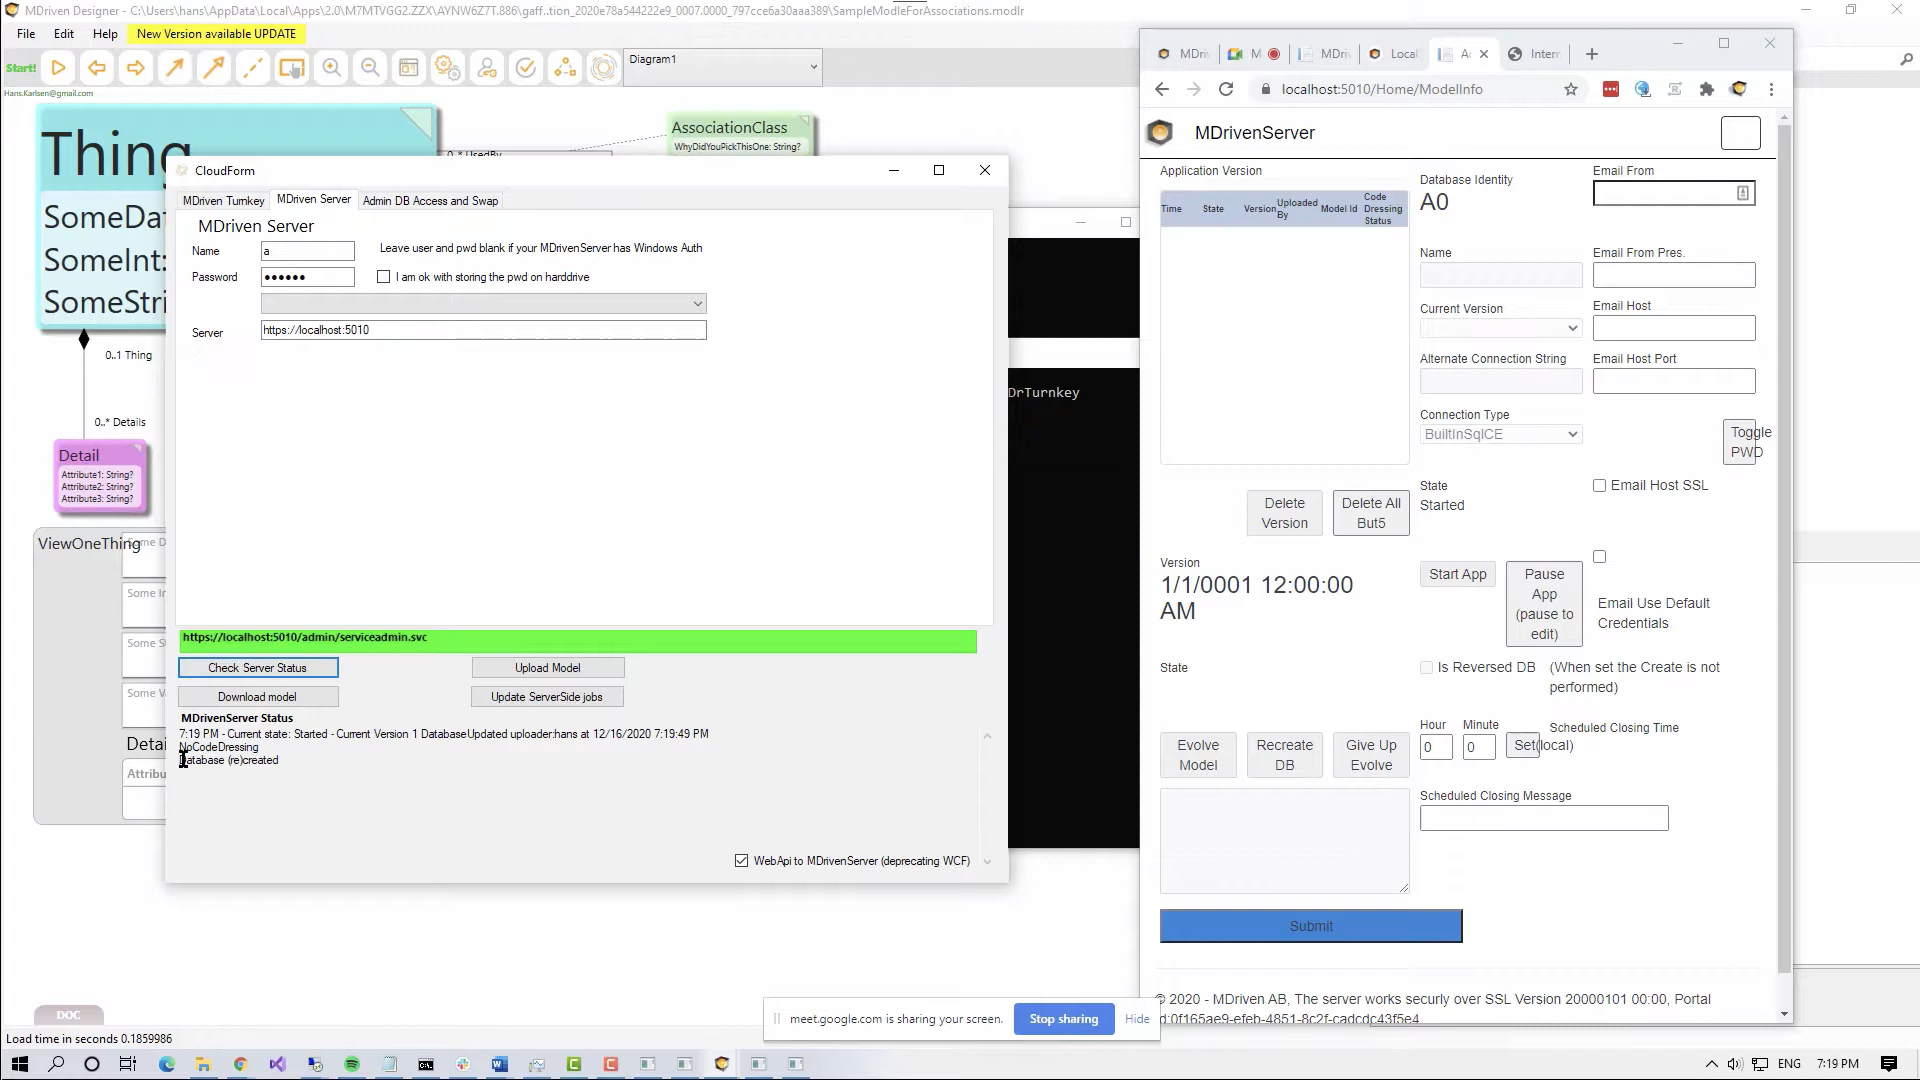 MDriven Designer - C:\Users\hans\AppData\Local\Apps\2.0\M7MTVGG2.ZZX\AYNW6Z7T.886\gaff..tion_2020e78a544222e9_0007.0000_797cce6a30aaa389\SampleModleForAssociations.modlr
File Edit Help New Version available UPDATE
Start!
Diagram1
Hans.Karlsen@gmail.com
Thing
SomeInt:
0..* UsedBy
AssociationClass
WhyDidYouPickThisOne: String?
0..1 Thing
0..* Details
Detail
Attribute1: String?
Attribute2: String?
Attribute3: String?
ViewOneThing
DOC
Load time in seconds 0.1859986
CloudForm
MDriven Turnkey MDriven Server Admin DB Access and Swap
MDriven Server
Name a Leave user and pwd blank if your MDrivenServer has Windows Auth
Password •••••• I am ok with storing the pwd on harddrive
Server https://localhost:5010
https://localhost:5010/admin/serviceadmin.svc
Check Server Status Upload Model
Download model Update ServerSide jobs
MDrivenServer Status
7:19 PM - Current state: Started - Current Version 1 DatabaseUpdated uploader:hans at 12/16/2020 7:19:49 PM
NoCodeDressing
Database (re)created
WebApi to MDrivenServer (deprecating WCF)
DrTurnkey
meet.google.com is sharing your screen. Stop sharing Hide
MDri M MDri Local A Intern
localhost:5010/Home/ModelInfo
MDrivenServer
Application Version
Time State Version Uploaded By Model Id Code Dressing Status
Delete Version Delete All But5
Version
1/1/0001 12:00:00 AM
State
Evolve Model Recreate DB Give Up Evolve
Submit
Database Identity
A0
Name
Current Version
Alternate Connection String
Connection Type
BuiltInSqlCE
State
Started
Start App Pause App (pause to edit)
Is Reversed DB (When set the Create is not performed)
Hour Minute Scheduled Closing Time
0 0 Set(local)
Scheduled Closing Message
Email From
Email From Pres.
Email Host
Email Host Port
Toggle PWD
Email Host SSL
Email Use Default Credentials
© 2020 - MDriven AB, The server works securly over SSL Version 20000101 00:00, Portal
d:0f165ae9-efeb-4851-8c2f-cadcdc43f5e4
ENG 7:19 PM